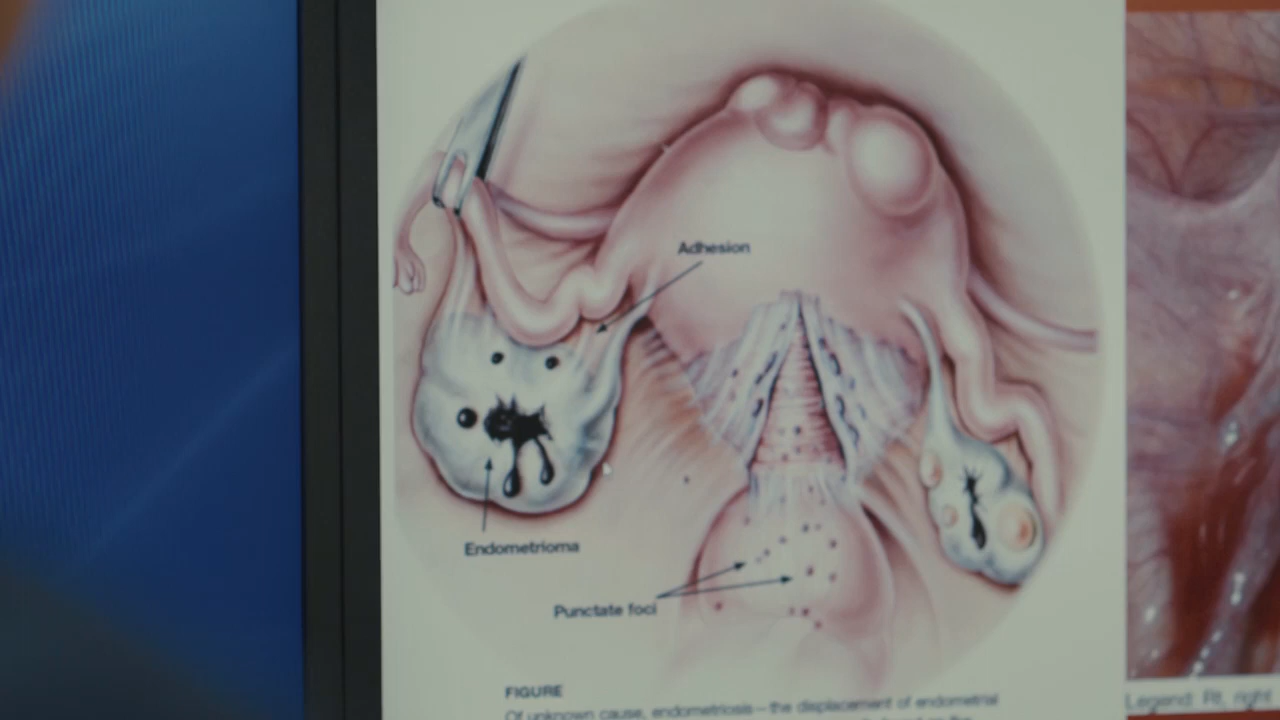 Adhesion
Endometrioma
Punctate foci
FIGURE
Of unknown cause, endometriosis – the displacement of endometrial
Legend: Rt, right